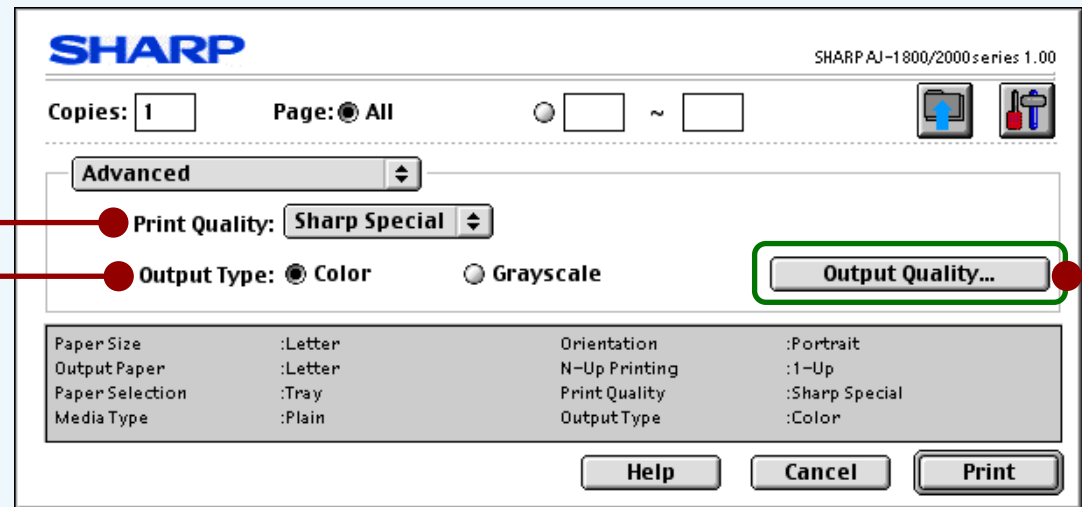 SHARP
SHARP AJ-1800/2000 series 1.00
Copies: 1 Page: All ~
Advanced
Print Quality: Sharp Special
Output Type: Color Grayscale Output Quality...
Paper Size :Letter Orientation :Portrait
Output Paper :Letter N-Up Printing :1-Up
Paper Selection :Tray Print Quality :Sharp Special
Media Type :Plain Output Type :Color
Help Cancel Print